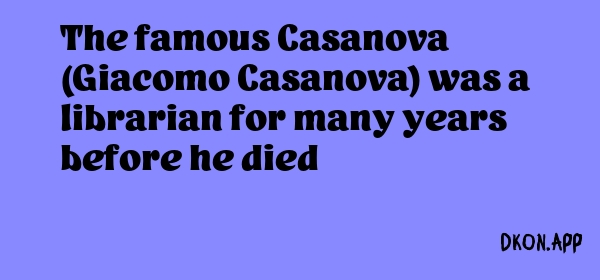 The famous Casanova
(Giacomo Casanova) was a
librarian for many years
before he died
DKON.APP